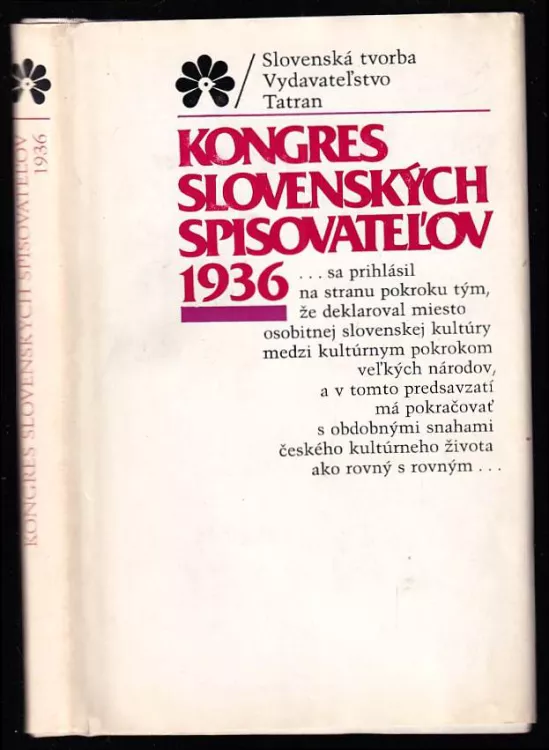 Slovenská tvorba
Vydavateľstvo
Tatran
KONGRES
SLOVENSKÝCH
SPISOVATEĽOV
1936
... sa prihlásil
na stranu pokroku tým,
že deklaroval miesto
osobitnej slovenskej kultúry
medzi kultúrnym pokrokom
veľkých národov,
a v tomto predsavzatí
má pokračovať
s obdobnými snahami
českého kultúrneho života
ako rovný s rovným ...
KONGRES SLOVENSKÝCH SPISOVATEĽOV
1936